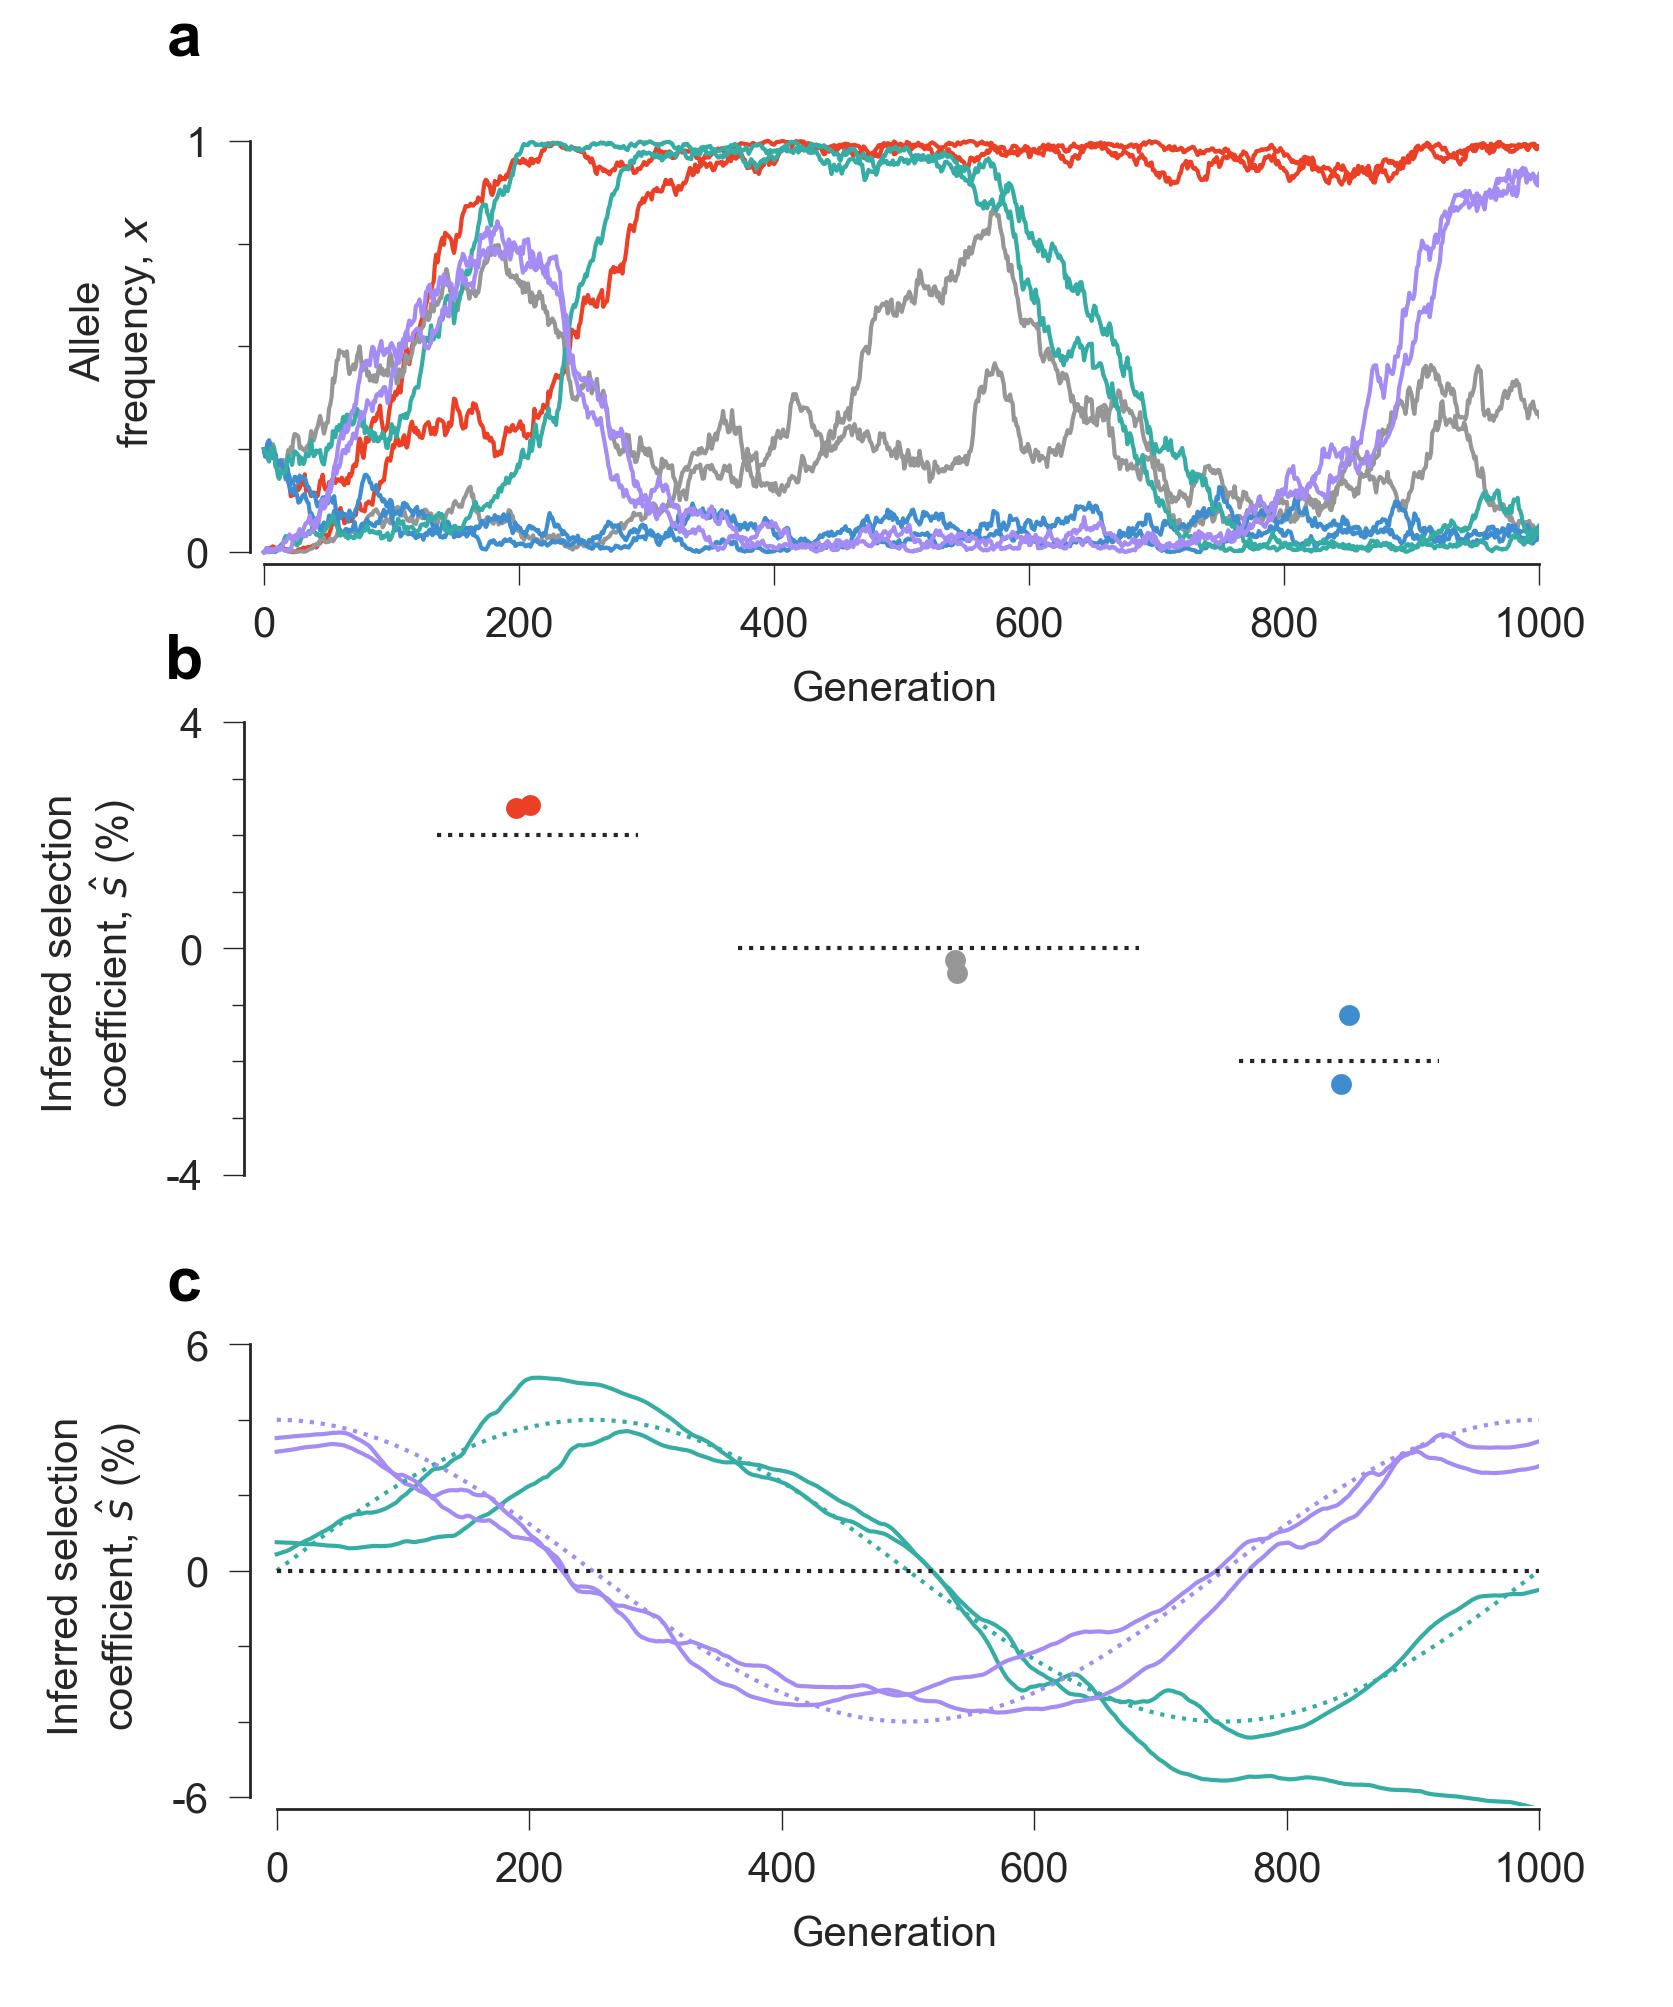 a
Allele
frequency, x
1
0
0 200 400 600 800 1000
Generation
b
Inferred selection
coefficient, ŝ (%)
4
0
-4
c
Inferred selection
coefficient, ŝ (%)
6
0
-6
0 200 400 600 800 1000
Generation